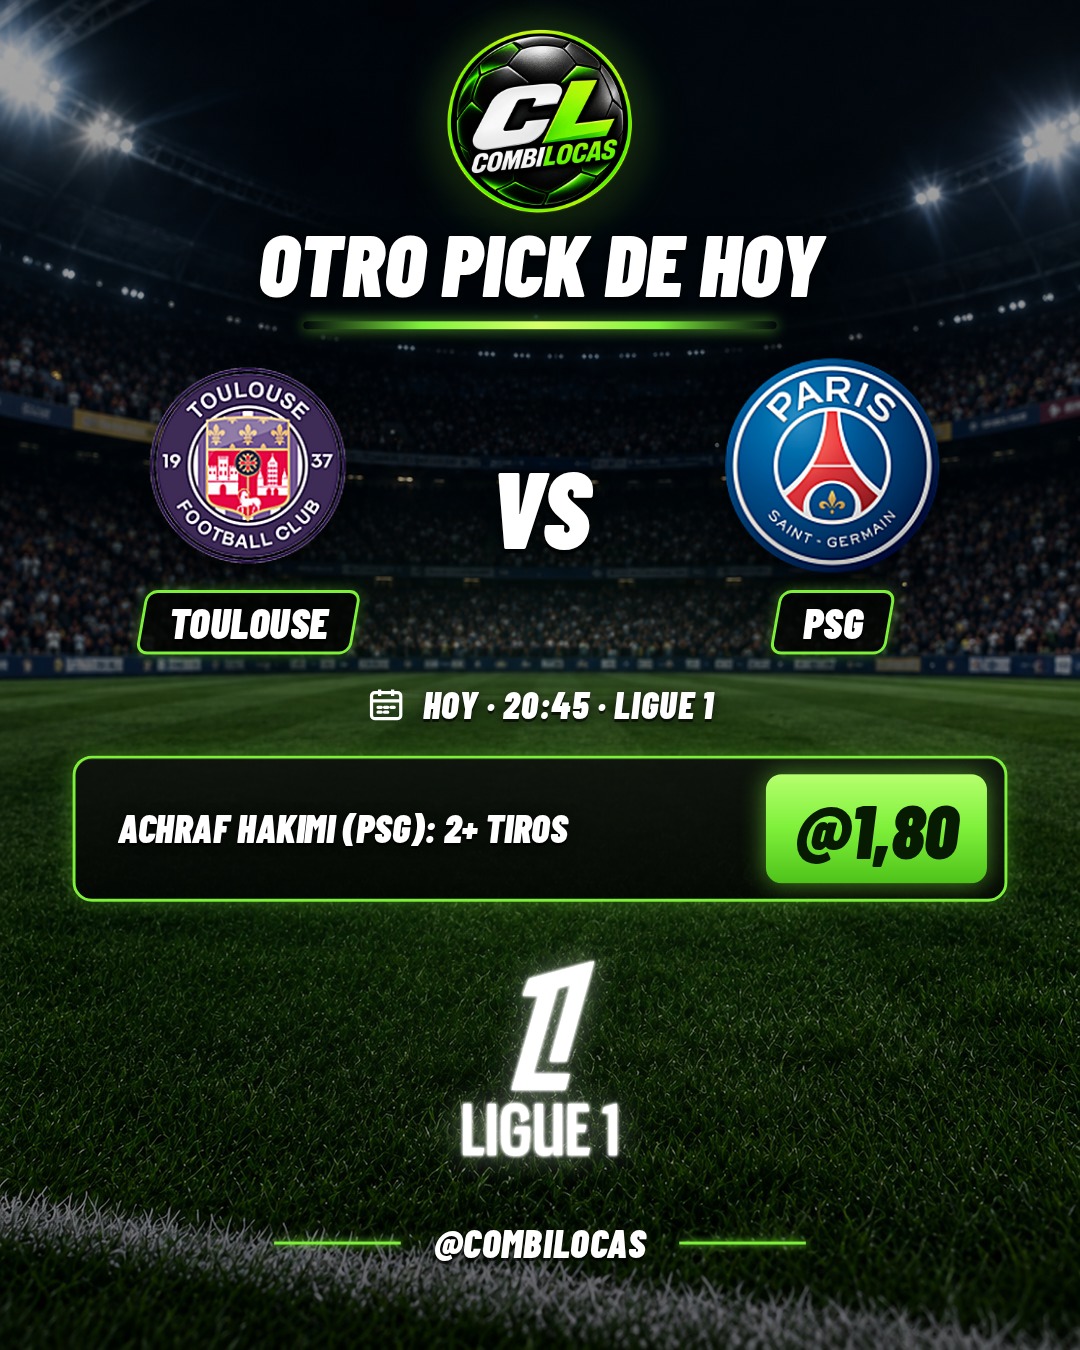 CL
COMBILOCAS
OTRO PICK DE HOY
TOULOUSE
19 37
FOOTBALL CLUB
PARIS
SAINT - GERMAIN
VS
TOULOUSE
PSG
HOY · 20:45 · LIGUE 1
ACHRAF HAKIMI (PSG): 2+ TIROS
@1,80
LIGUE 1
@COMBILOCAS